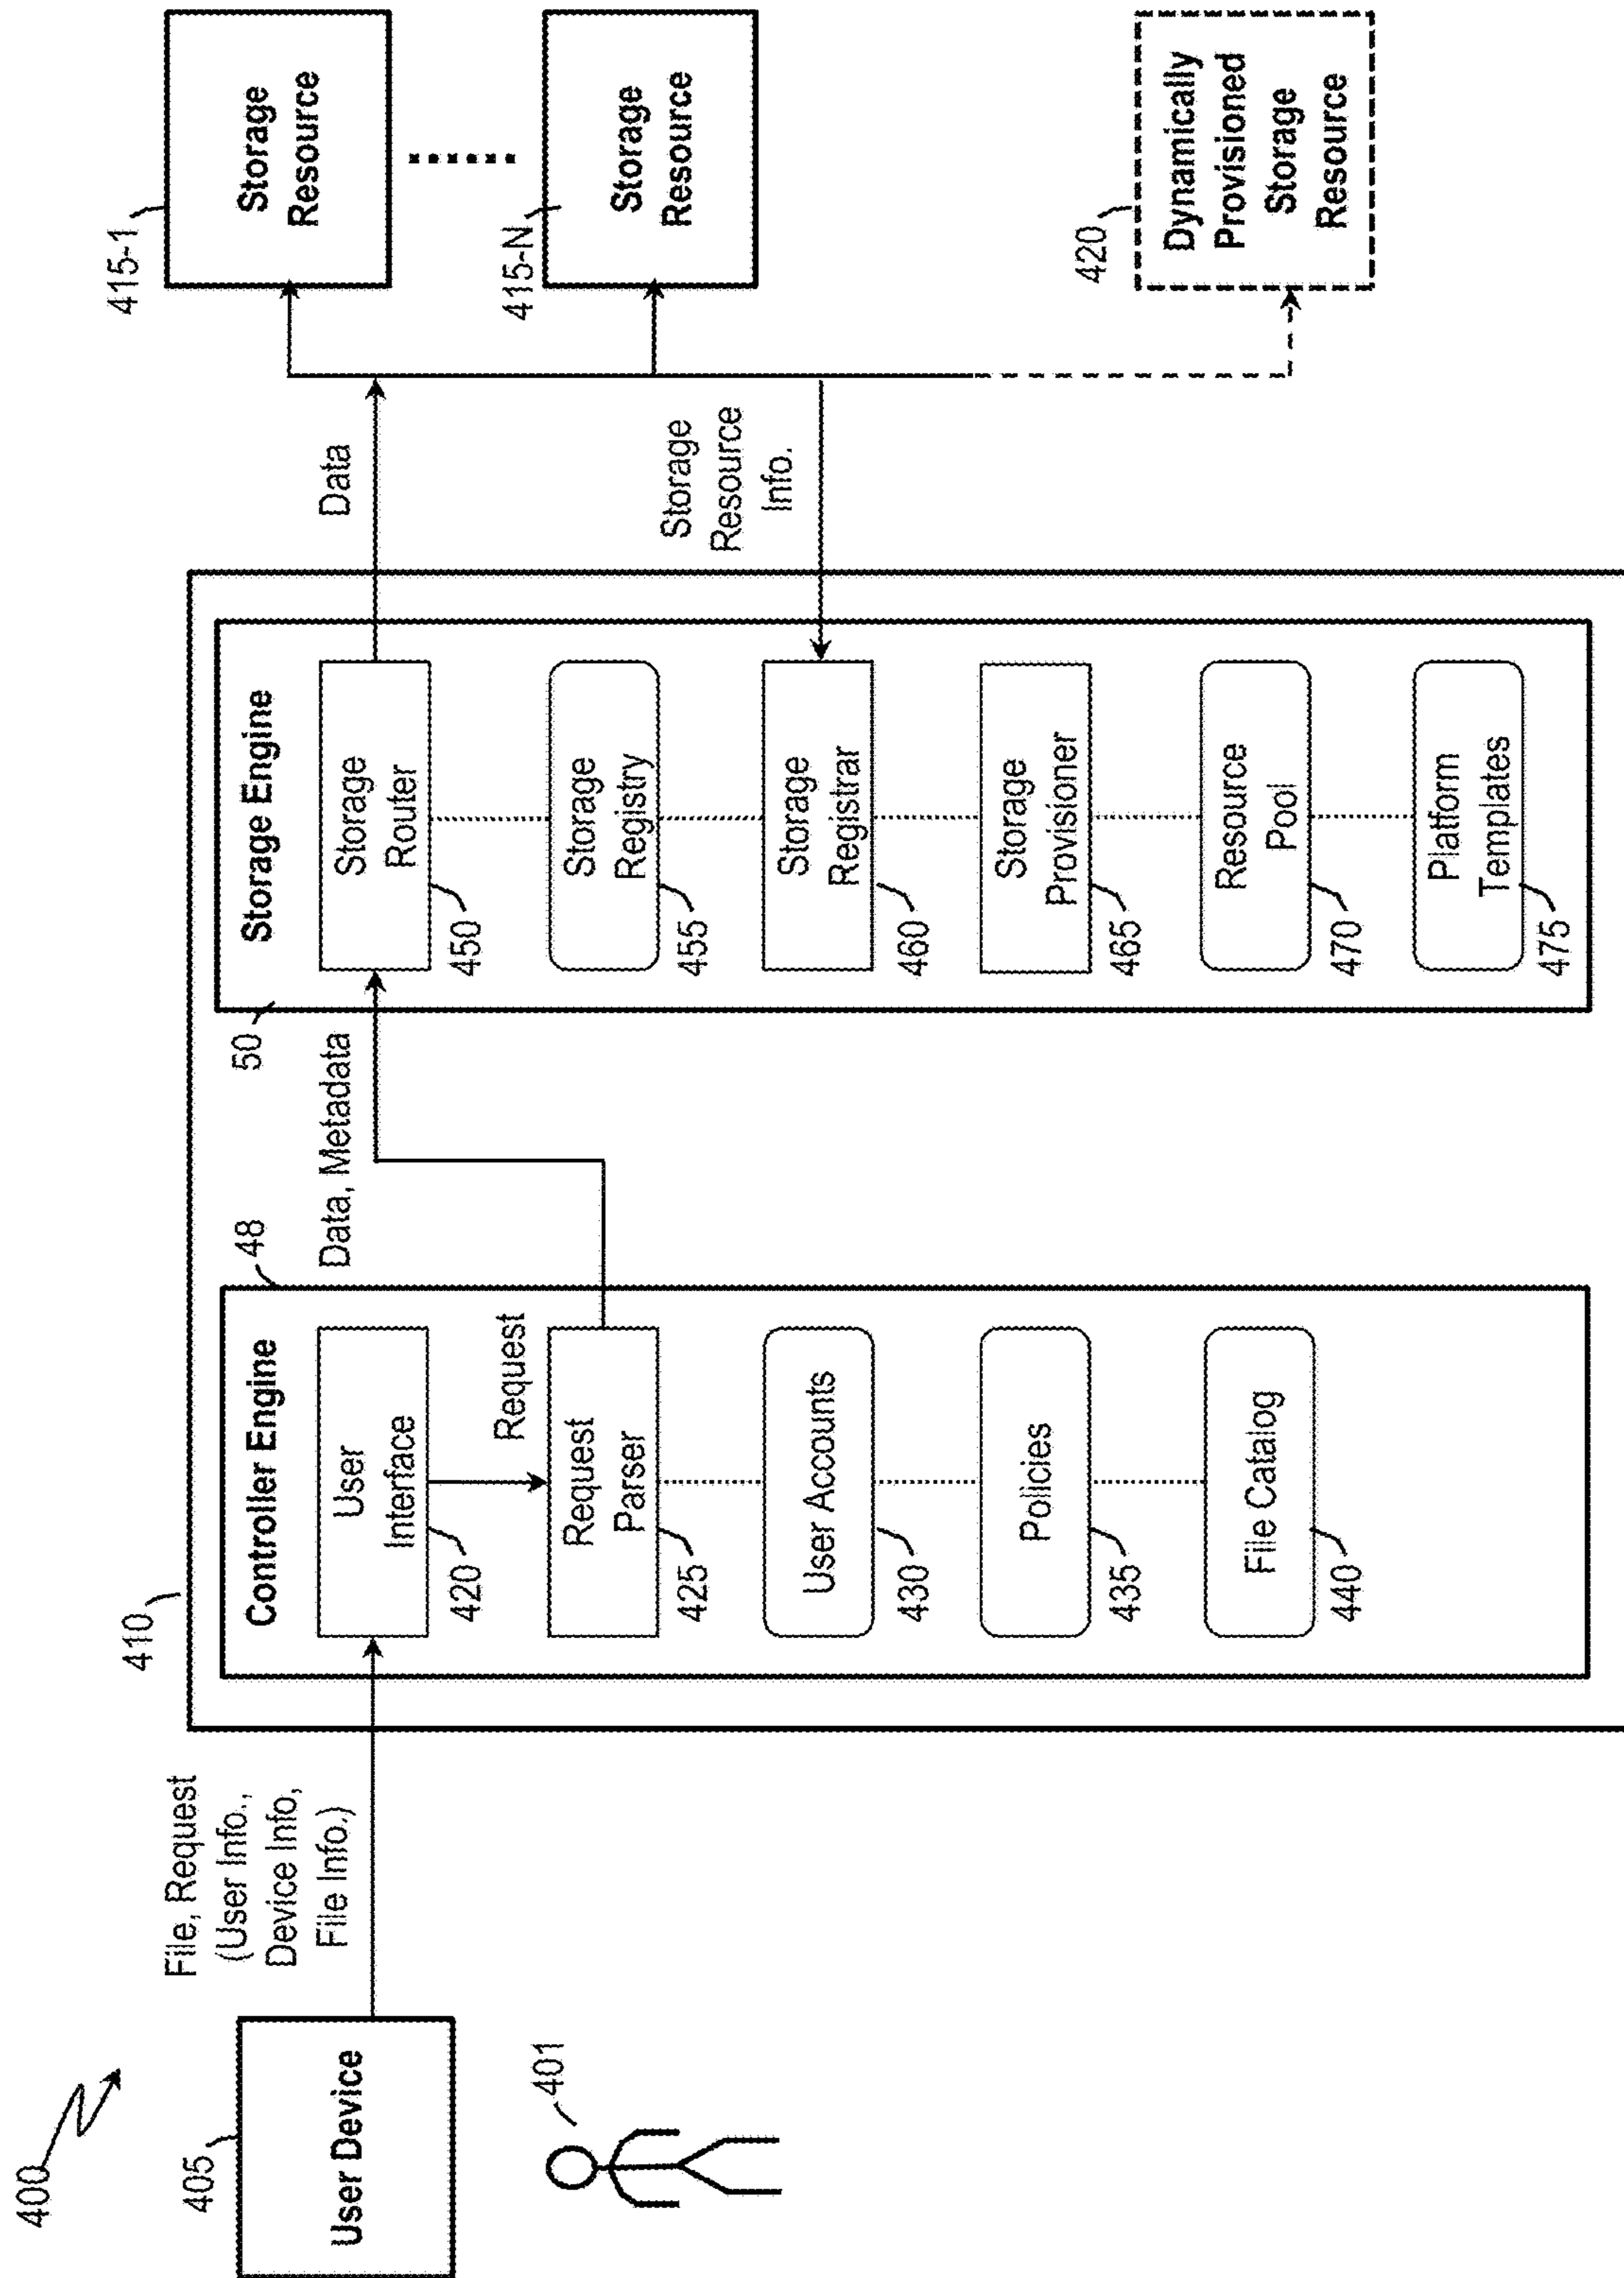 400
405
User Device
401
File, Request
(User Info.,
Device Info,
File Info.)
410
48
Controller Engine
User
Interface
420
Request
Request
Parser
425
User Accounts
430
Policies
435
File Catalog
440
Data, Metadata
50
Storage Engine
Storage
Router
450
Storage
Registry
455
Storage
Registrar
460
Storage
Provisioner
465
Resource
Pool
470
Platform
Templates
475
Data
Storage
Resource
Info.
415-1
Storage
Resource
415-N
Storage
Resource
420
Dynamically
Provisioned
Storage
Resource